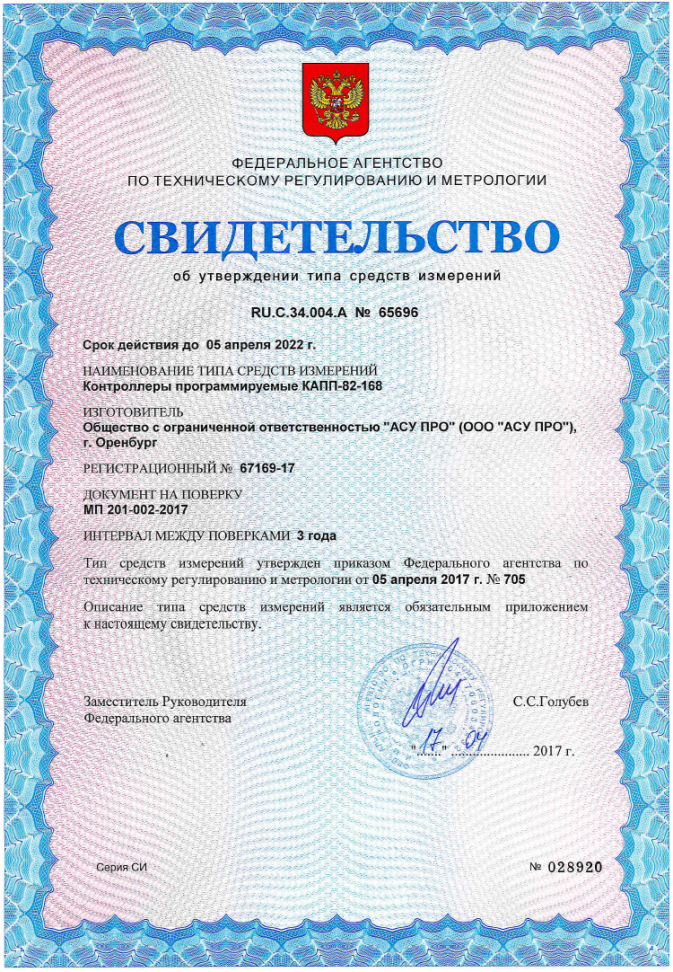 ФЕДЕРАЛЬНОЕ АГЕНТСТВО
ПО ТЕХНИЧЕСКОМУ РЕГУЛИРОВАНИЮ И МЕТРОЛОГИИ
СВИДЕТЕЛЬСТВО
об утверждении типа средств измерений
RU.C.34.004.A № 65696
Срок действия до 05 апреля 2022 г.
НАИМЕНОВАНИЕ ТИПА СРЕДСТВ ИЗМЕРЕНИЙ
Контроллеры программируемые КАПП-82-168
ИЗГОТОВИТЕЛЬ
Общество с ограниченной ответственностью "АСУ ПРО" (ООО "АСУ ПРО"),
г. Оренбург
РЕГИСТРАЦИОННЫЙ № 67169-17
ДОКУМЕНТ НА ПОВЕРКУ
МП 201-002-2017
ИНТЕРВАЛ МЕЖДУ ПОВЕРКАМИ 3 года
Тип средств измерений утвержден приказом Федерального агентства по
техническому регулированию и метрологии от 05 апреля 2017 г. № 705
Описание типа средств измерений является обязательным приложением
к настоящему свидетельству.
Заместитель Руководителя
Федерального агентства
С.С.Голубев
"17" 04 2017 г.
Серия СИ
№ 028920